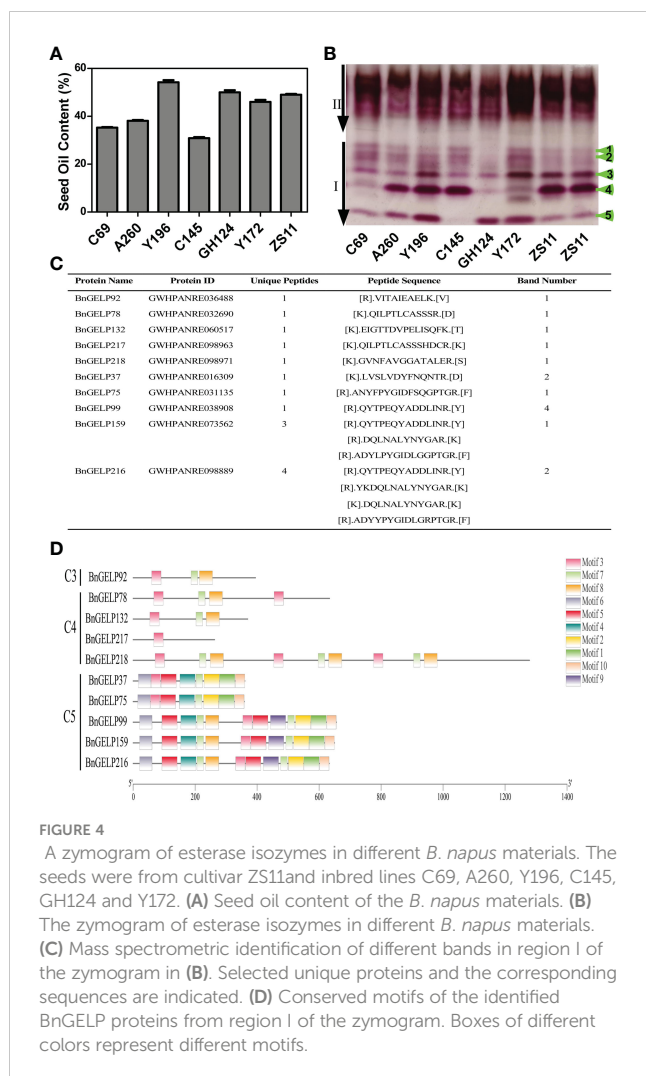 A
B
Seed Oil Content (%)
60
40
20
0
C69 A260 Y196 C145 GH124 Y172 ZS11
II
I
1
2
3
4
5
C69 A260 Y196 C145 GH124 Y172 ZS11 ZS11
C
Protein Name Protein ID Unique Peptides Peptide Sequence Band Number
BnGELP92 GWHPANRE036488 1 [R].VITAIEAELK.[V] 1
BnGELP78 GWHPANRE032690 1 [K].QILPTLCASSSR.[D] 1
BnGELP132 GWHPANRE060517 1 [K].EIGTTDVPELISQFK.[T] 1
BnGELP217 GWHPANRE098963 1 [K].QILPTLCASSSHDCR.[K] 1
BnGELP218 GWHPANRE098971 1 [K].GVNFAVGGATALER.[S] 1
BnGELP37 GWHPANRE016309 1 [K].LVSLVDYFNQNTR.[D] 2
BnGELP75 GWHPANRE031135 1 [R].ANYFPYGIDFSQGPTGR.[F] 1
BnGELP99 GWHPANRE038908 1 [R].QYTPEQYADDLINR.[Y] 4
BnGELP159 GWHPANRE073562 3 [R].QYTPEQYADDLINR.[Y] 1
[R].DQLNALYNYGAR.[K]
[R].ADYLPYGIDLGGPTGR.[F]
BnGELP216 GWHPANRE098889 4 [R].QYTPEQYADDLINR.[Y] 2
[R].YKDQLNALYNYGAR.[K]
[K].DQLNALYNYGAR.[K]
[R].ADYYPYGIDLGRPTGR.[F]
D
C3
BnGELP92
C4
BnGELP78
BnGELP132
BnGELP217
BnGELP218
C5
BnGELP37
BnGELP75
BnGELP99
BnGELP159
BnGELP216
Motif 3
Motif 7
Motif 8
Motif 6
Motif 5
Motif 4
Motif 2
Motif 1
Motif 10
Motif 9
5' 3'
0 200 400 600 800 1000 1200 1400
FIGURE 4
A zymogram of esterase isozymes in different B. napus materials. The
seeds were from cultivar ZS11and inbred lines C69, A260, Y196, C145,
GH124 and Y172. (A) Seed oil content of the B. napus materials. (B)
The zymogram of esterase isozymes in different B. napus materials.
(C) Mass spectrometric identification of different bands in region I of
the zymogram in (B). Selected unique proteins and the corresponding
sequences are indicated. (D) Conserved motifs of the identified
BnGELP proteins from region I of the zymogram. Boxes of different
colors represent different motifs.